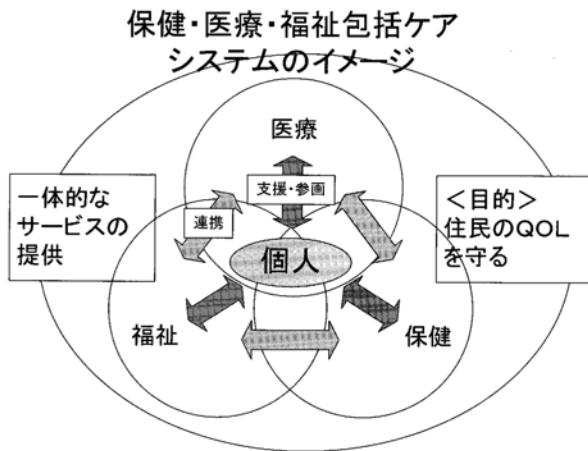 保健・医療・福祉包括ケア
システムのイメージ
医療
支援・参画
一体的な
サービスの
提供
連携
＜目的＞
住民のQOL
を守る
個人
福祉
保健